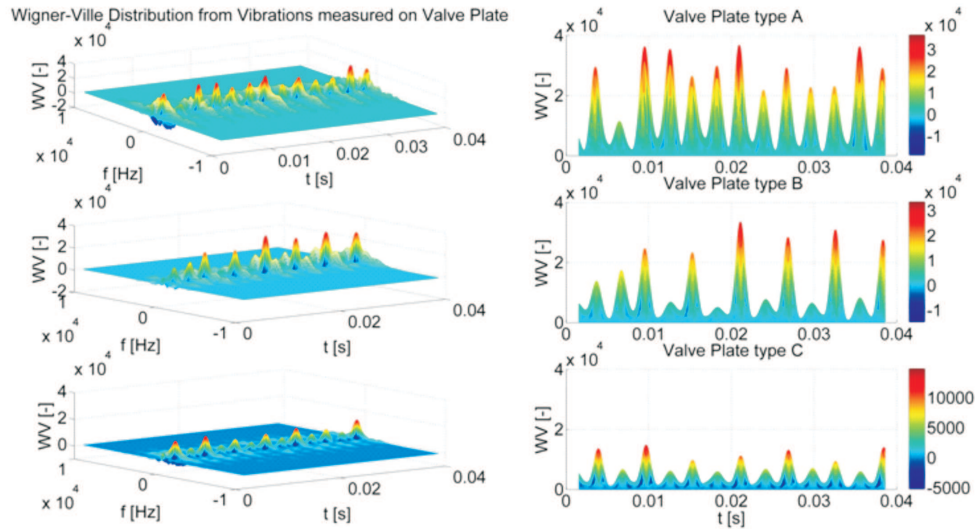 Wigner-Ville Distribution from Vibrations measured on Valve Plate
x 10 4
WV [-]
4
2
0
-2
1
0
-1
x 10 4
f [Hz]
0
0.01
0.02
0.03
0.04
t [s]
x 10 4
WV [-]
4
2
0
-2
1
0
-1
x 10 4
f [Hz]
0
0.02
0.04
t [s]
x 10 4
WV [-]
4
2
0
1
0
-1
x 10 4
f [Hz]
0
0.02
0.04
t [s]
Valve Plate type A
x 10 4
WV [-]
4
2
0
0 0.01 0.02 0.03 0.04
x 10 4
3
2
1
0
-1
Valve Plate type B
x 10 4
WV [-]
4
2
0
0 0.01 0.02 0.03 0.04
x 10 4
3
2
1
0
-1
Valve Plate type C
x 10 4
WV [-]
4
2
0
0 0.01 0.02 0.03 0.04
t [s]
10000
5000
0
-5000